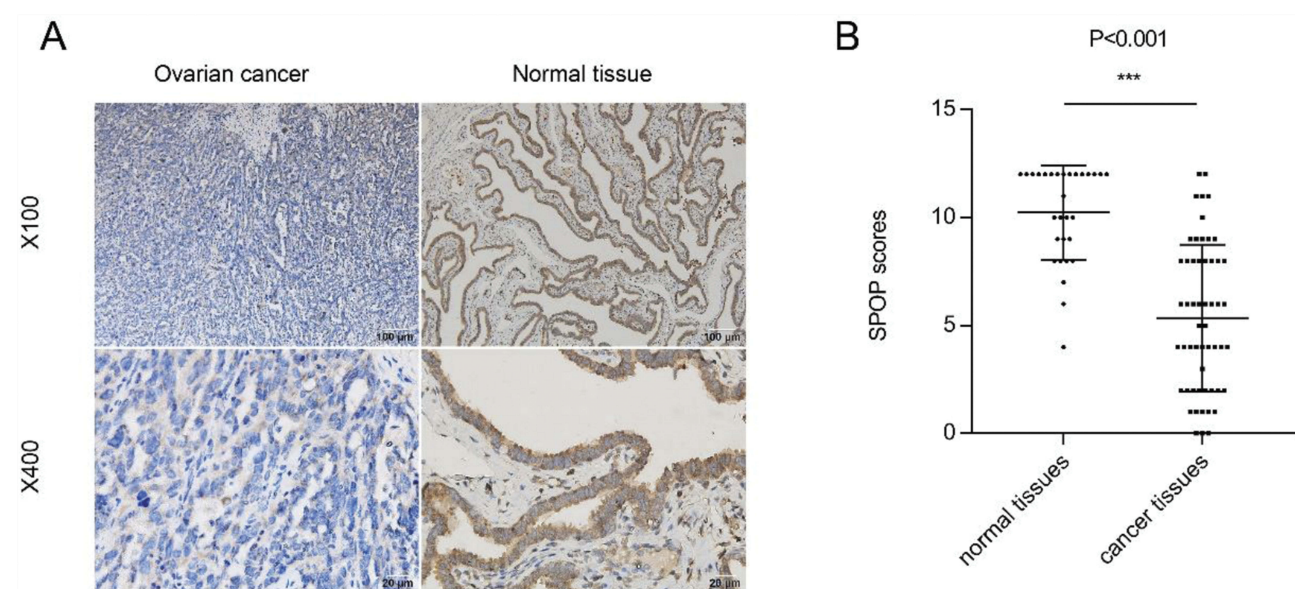 A
Ovarian cancer
Normal tissue
X100
100 μm
100 μm
X400
20 μm
20 μm
B
P<0.001
***
SPOP scores
15
10
5
0
normal tissues
cancer tissues